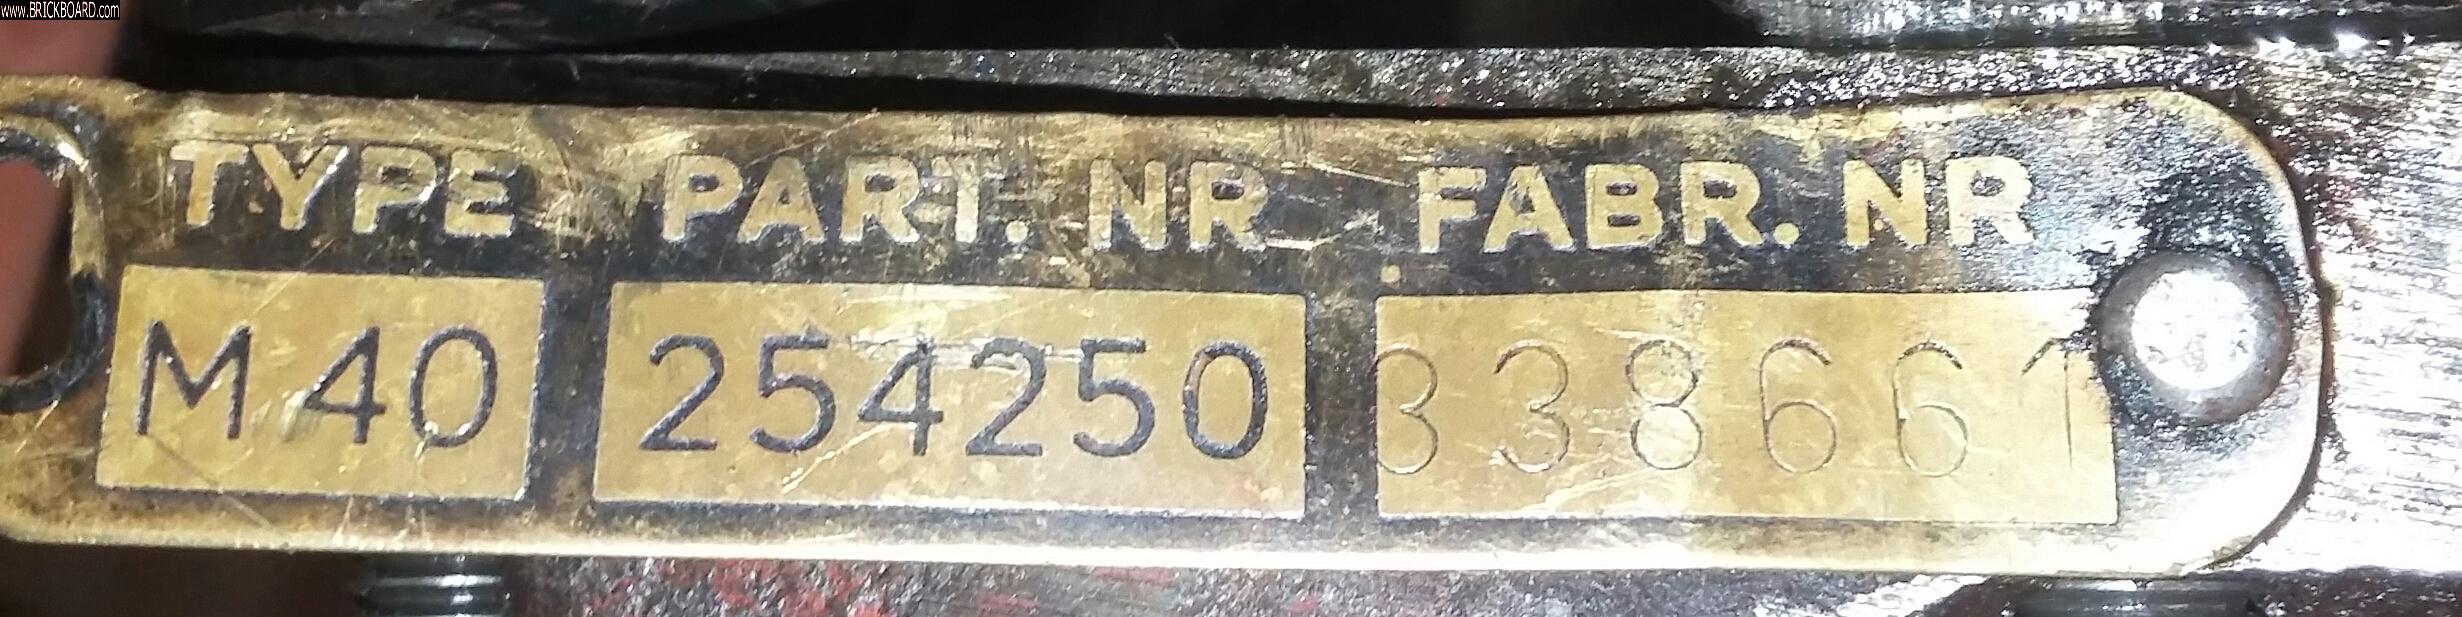 www.BRICKBOARD.com
TYPE PART. NR FABR. NR
M40 254250 338661